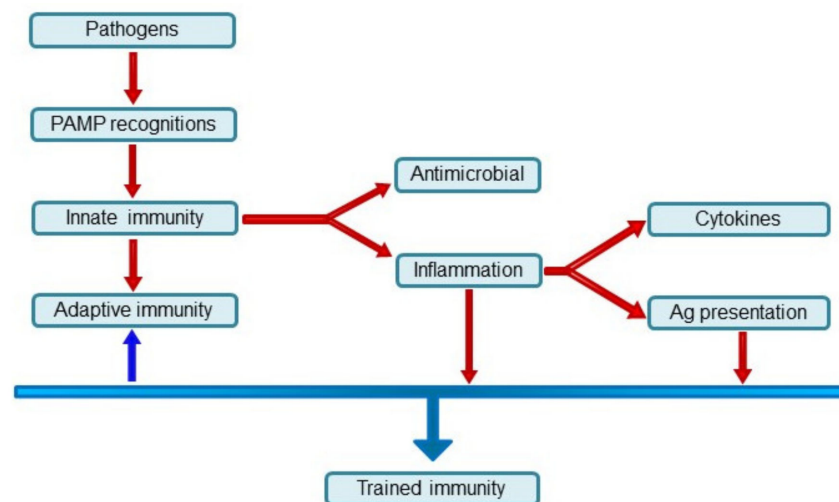 Pathogens
PAMP recognitions
Antimicrobial
Innate immunity
Cytokines
Inflammation
Adaptive immunity
Ag presentation
Trained immunity